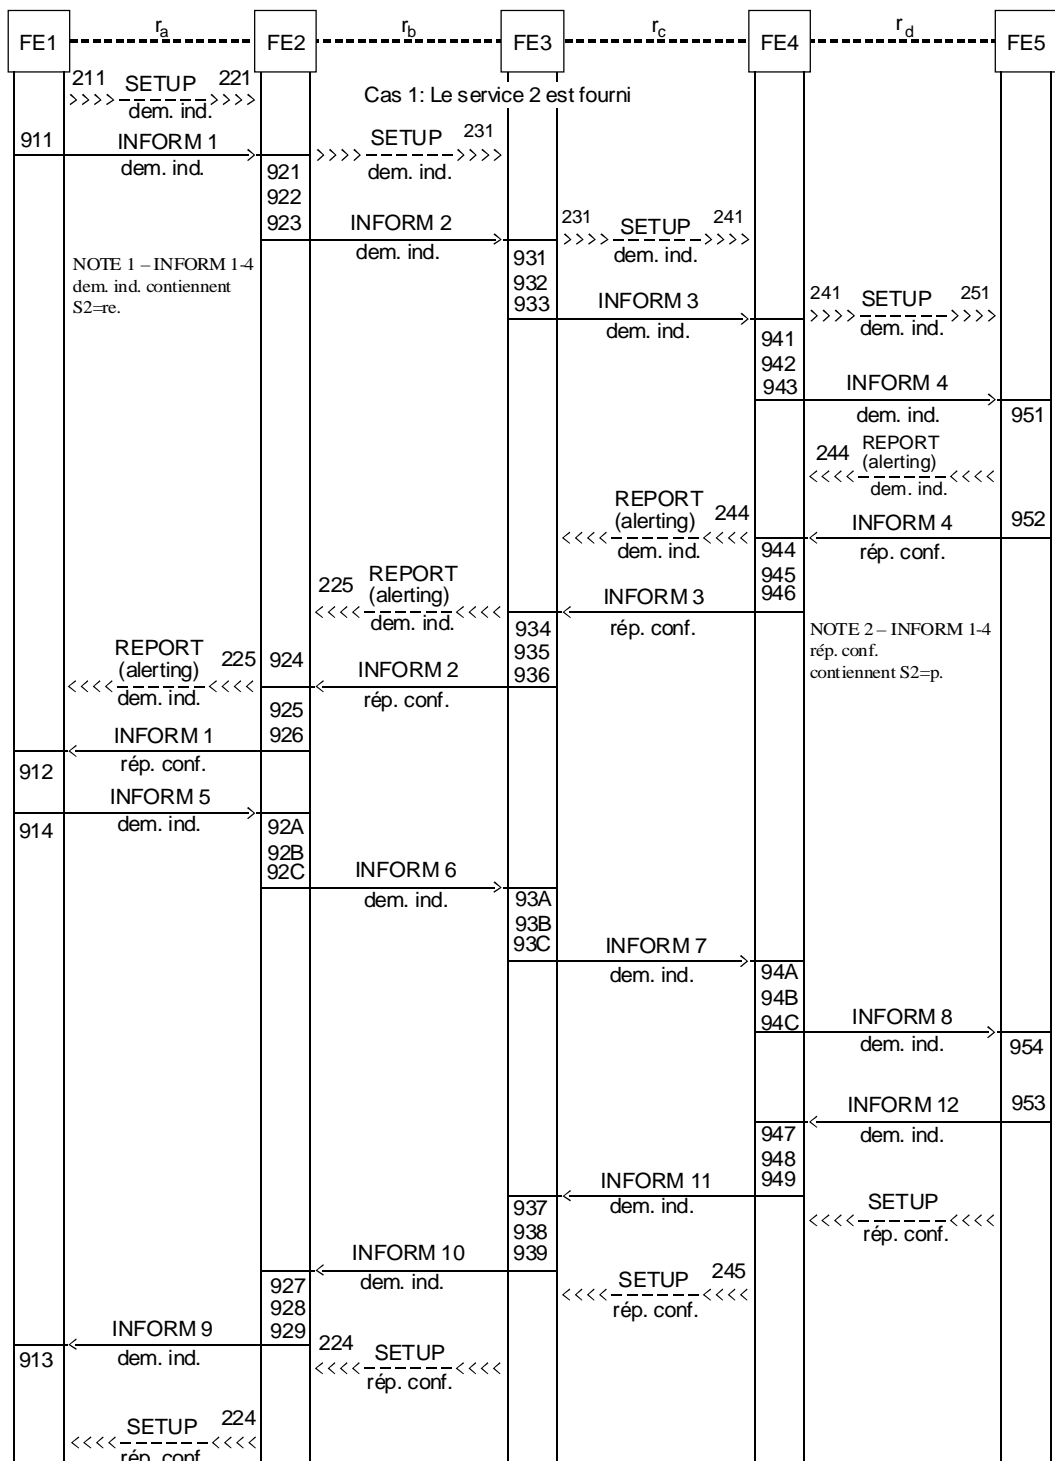 FE1 ra FE2 rb FE3 rc FE4 rd FE5
211 SETUP 221
>>>> >>>>
dem. ind.
Cas 1: Le service 2 est fourni
911 INFORM 1
dem. ind.
SETUP 231
>>>> >>>>
dem. ind.
921
922
923 INFORM 2
dem. ind.
231 SETUP 241
>>>> >>>>
dem. ind.
NOTE 1 – INFORM 1-4
dem. ind. contiennent
S2=re.
931
932
933 INFORM 3
dem. ind.
241 SETUP 251
>>>> >>>>
dem. ind.
941
942
943 INFORM 4
dem. ind.
951
244 REPORT
(alerting)
<<<< <<<<
dem. ind.
REPORT
(alerting) 244
<<<< <<<<
dem. ind.
INFORM 4 952
rép. conf.
944
945
946
225 REPORT
(alerting)
<<<< <<<<
dem. ind.
INFORM 3
rép. conf.
934
935
936
NOTE 2 – INFORM 1-4
rép. conf.
contiennent S2=p.
REPORT
(alerting) 225
<<<< <<<<
dem. ind.
924
INFORM 2
rép. conf.
925
926
INFORM 1
rép. conf.
912
INFORM 5
dem. ind.
914
92A
92B
92C INFORM 6
dem. ind.
93A
93B
93C INFORM 7
dem. ind.
94A
94B
94C INFORM 8
dem. ind.
954
INFORM 12 953
dem. ind.
947
948
949
INFORM 11
dem. ind.
SETUP
<<<< <<<<
rép. conf.
937
938
939
INFORM 10
dem. ind.
SETUP 245
<<<< <<<<
rép. conf.
927
928
929
INFORM 9
dem. ind.
913
224 SETUP
<<<< <<<<
rép. conf.
SETUP 224
<<<< <<<<
rép. conf.